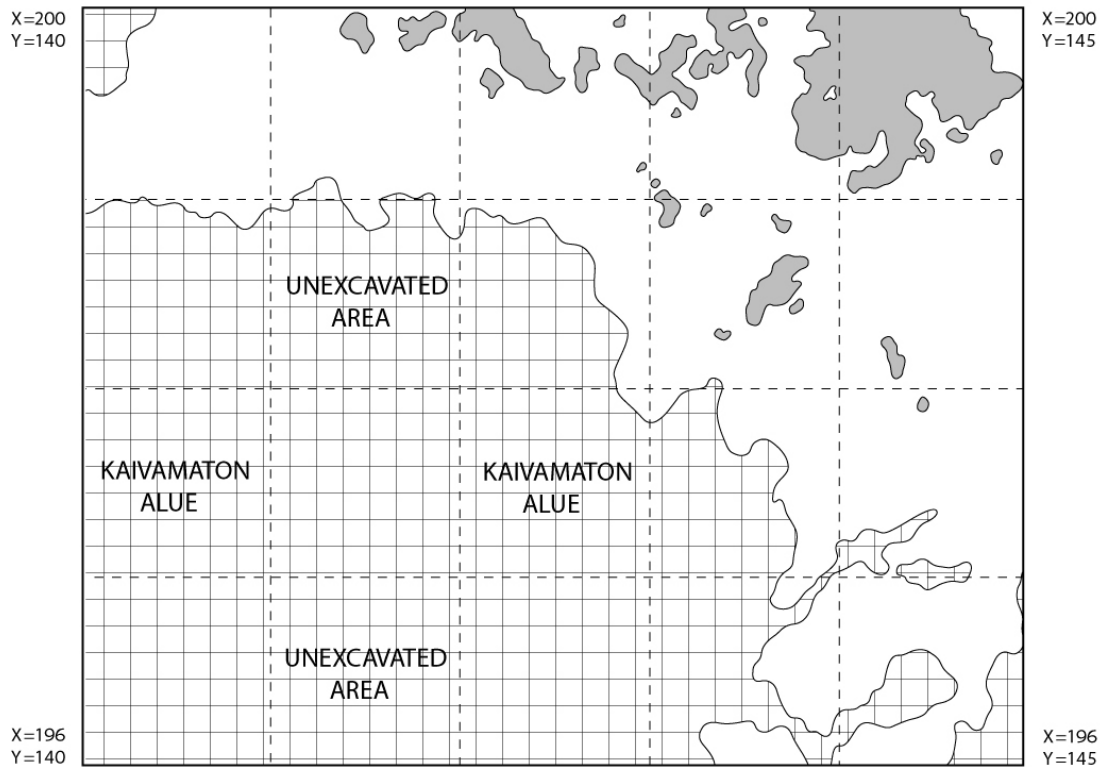 X=200
Y=140
X=200
Y=145
UNEXCAVATED
AREA
KAIVAMATON
ALUE
KAIVAMATON
ALUE
UNEXCAVATED
AREA
X=196
Y=140
X=196
Y=145